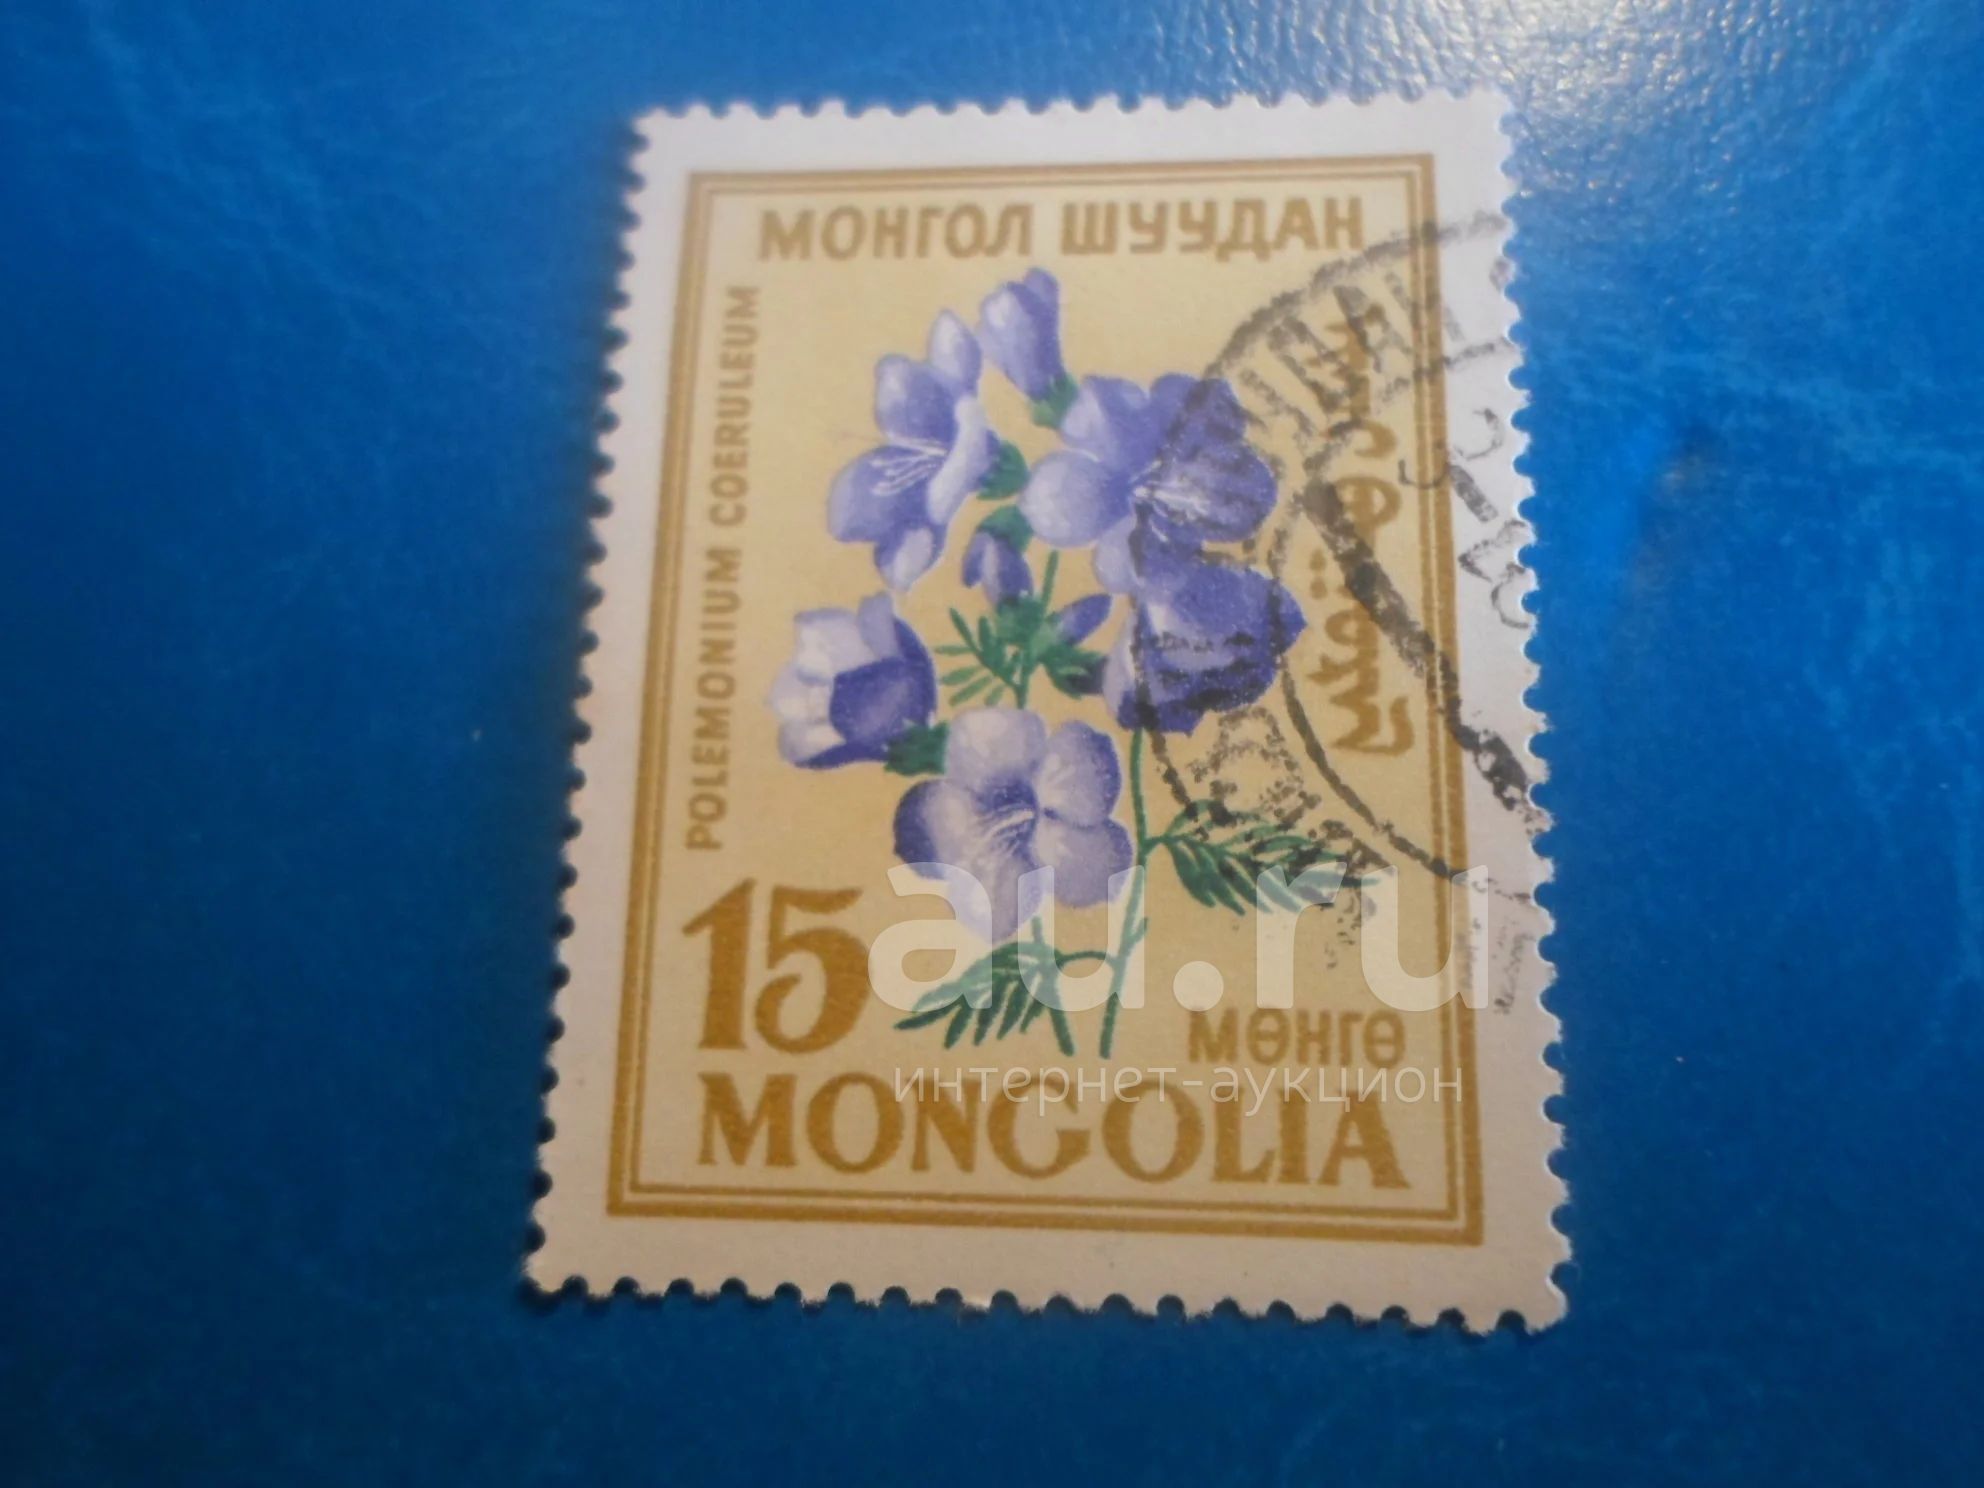 МОНГОЛ ШУУДАН
POLEMONIUM COERULEUM
15
МӨНГӨ
MONGOLIA
au.ru
интернет-аукцион